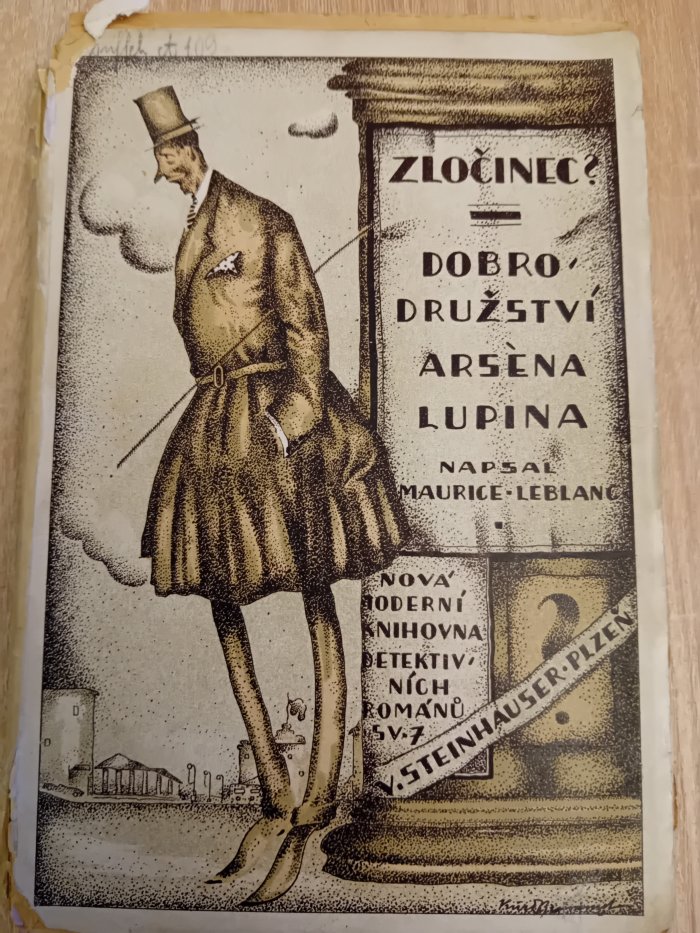 ZLOČINEC?
DOBRO-
DRUŽSTVÍ
ARSÈNA
LUPINA
NAPSAL
MAURICE·LEBLANC
NOVÁ
MODERNÍ
KNIHOVNA
DETEKTIV-
NÍCH
ROMÁNŮ
SV.7
?
V. STEINHAUSER·PLZEŇ